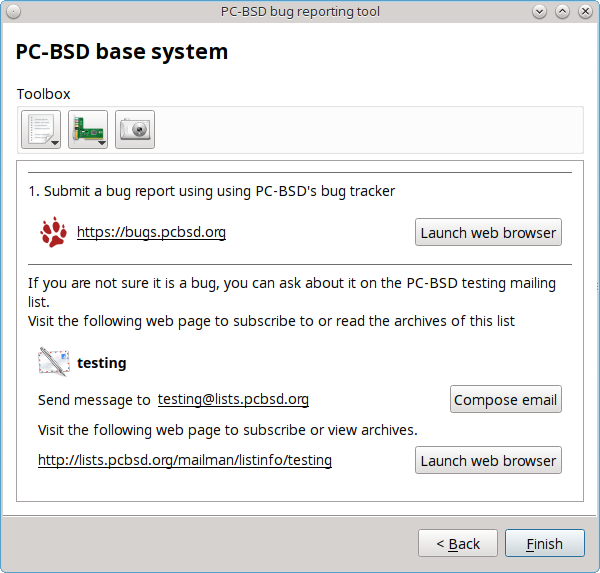 PC-BSD bug reporting tool
PC-BSD base system
Toolbox
1. Submit a bug report using using PC-BSD's bug tracker
https://bugs.pcbsd.org
Launch web browser
If you are not sure it is a bug, you can ask about it on the PC-BSD testing mailing
list.
Visit the following web page to subscribe to or read the archives of this list
testing
Send message to testing@lists.pcbsd.org
Compose email
Visit the following web page to subscribe or view archives.
http://lists.pcbsd.org/mailman/listinfo/testing
Launch web browser
< Back
Finish